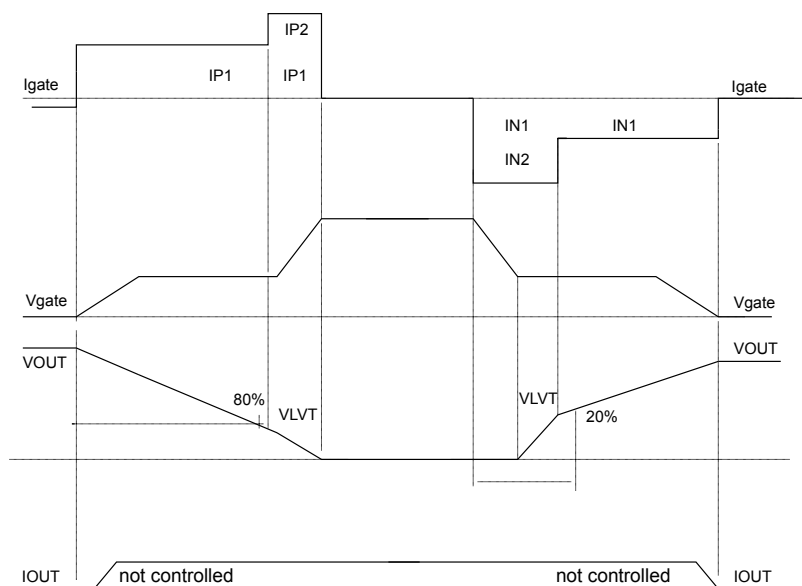 IP2
Igate
IP1
IP1
Igate
IN1
IN1
IN2
Vgate
Vgate
VOUT
VOUT
80%
VLVT
VLVT
20%
IOUT
not controlled
not controlled
IOUT